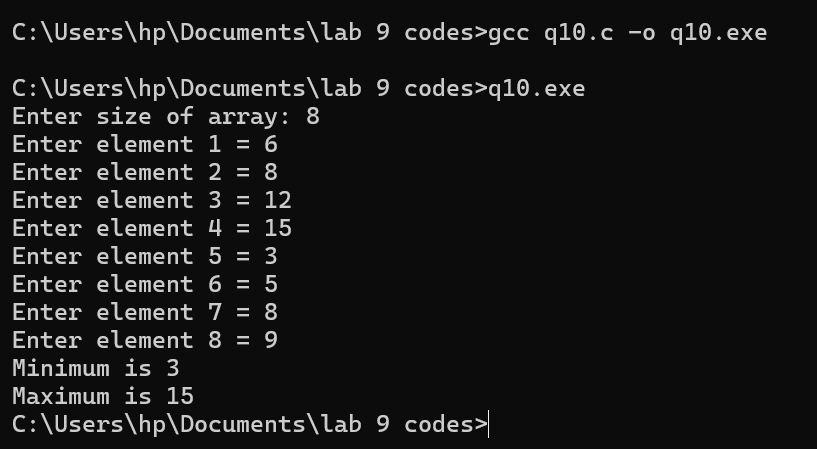 C:\Users\hp\Documents\lab 9 codes>gcc q10.c -o q10.exe
C:\Users\hp\Documents\lab 9 codes>q10.exe
Enter size of array: 8
Enter element 1 = 6
Enter element 2 = 8
Enter element 3 = 12
Enter element 4 = 15
Enter element 5 = 3
Enter element 6 = 5
Enter element 7 = 8
Enter element 8 = 9
Minimum is 3
Maximum is 15
C:\Users\hp\Documents\lab 9 codes>